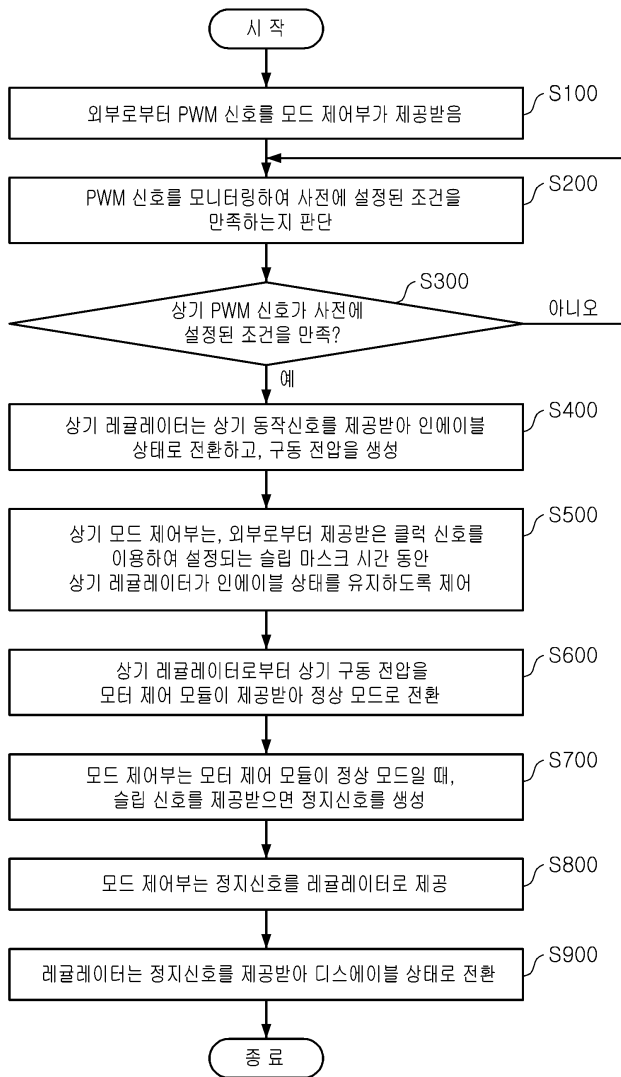 시 작
S100
외부로부터 PWM 신호를 모드 제어부가 제공받음
S200
PWM 신호를 모니터링하여 사전에 설정된 조건을
만족하는지 판단
S300
상기 PWM 신호가 사전에
설정된 조건을 만족?
아니오
예
S400
상기 레귤레이터는 상기 동작신호를 제공받아 인에이블
상태로 전환하고, 구동 전압을 생성
S500
상기 모드 제어부는, 외부로부터 제공받은 클럭 신호를
이용하여 설정되는 슬립 마스크 시간 동안
상기 레귤레이터가 인에이블 상태를 유지하도록 제어
S600
상기 레귤레이터로부터 상기 구동 전압을
모터 제어 모듈이 제공받아 정상 모드로 전환
S700
모드 제어부는 모터 제어 모듈이 정상 모드일 때,
슬립 신호를 제공받으면 정지신호를 생성
S800
모드 제어부는 정지신호를 레귤레이터로 제공
S900
레귤레이터는 정지신호를 제공받아 디스에이블 상태로 전환
종 료